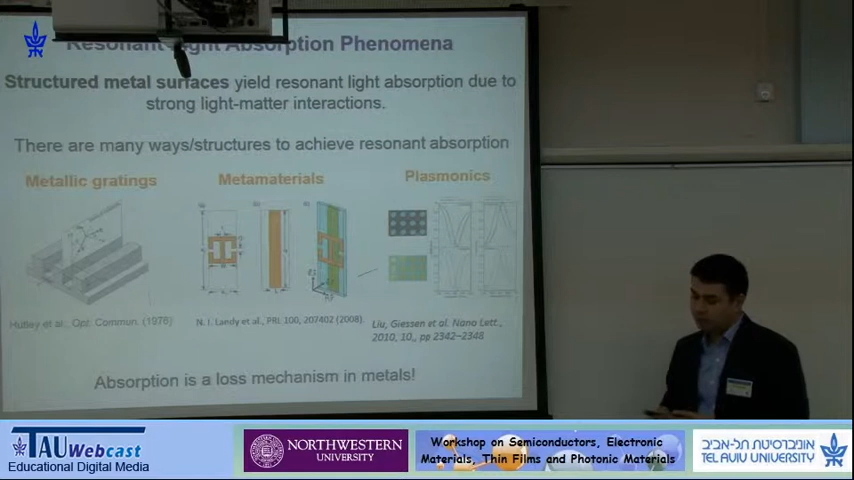 Resonant Light Absorption Phenomena
Structured metal surfaces yield resonant light absorption due to
strong light-matter interactions.
There are many ways/structures to achieve resonant absorption
Metallic gratings
Metamaterials
Plasmonics
Hutley et al., Opt. Commun. (1976)
N. I. Landy et al., PRL 100, 207402 (2008)
Liu, Giessen et al. Nano Lett.,
2010, 10,, pp 2342–2348
Absorption is a loss mechanism in metals!
TAU Webcast
Educational Digital Media
NORTHWESTERN
UNIVERSITY
Workshop on Semiconductors, Electronic
Materials, Thin Films and Photonic Materials
אוניברסיטת תל-אביב
TEL AVIV UNIVERSITY